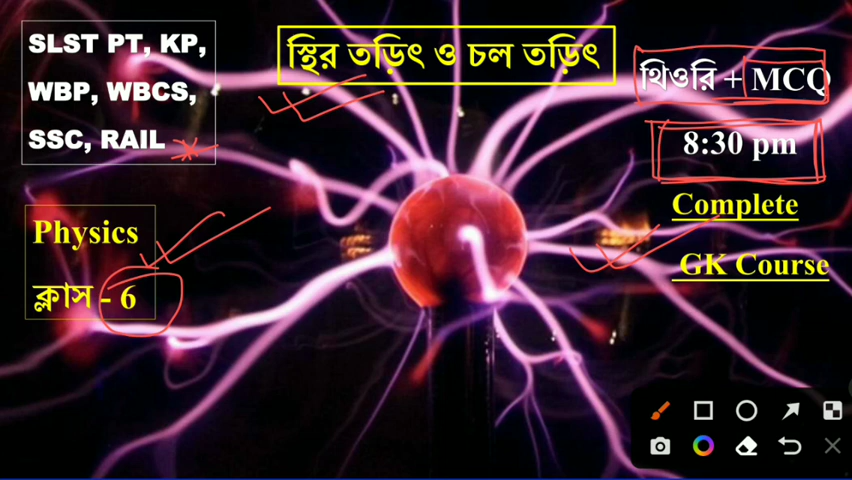 SLST PT, KP,
WBP, WBCS,
SSC, RAIL
স্থির তড়িৎ ও চল তড়িৎ
থিওরি + MCQ
8:30 pm
Complete
GK Course
Physics
ক্লাস - 6